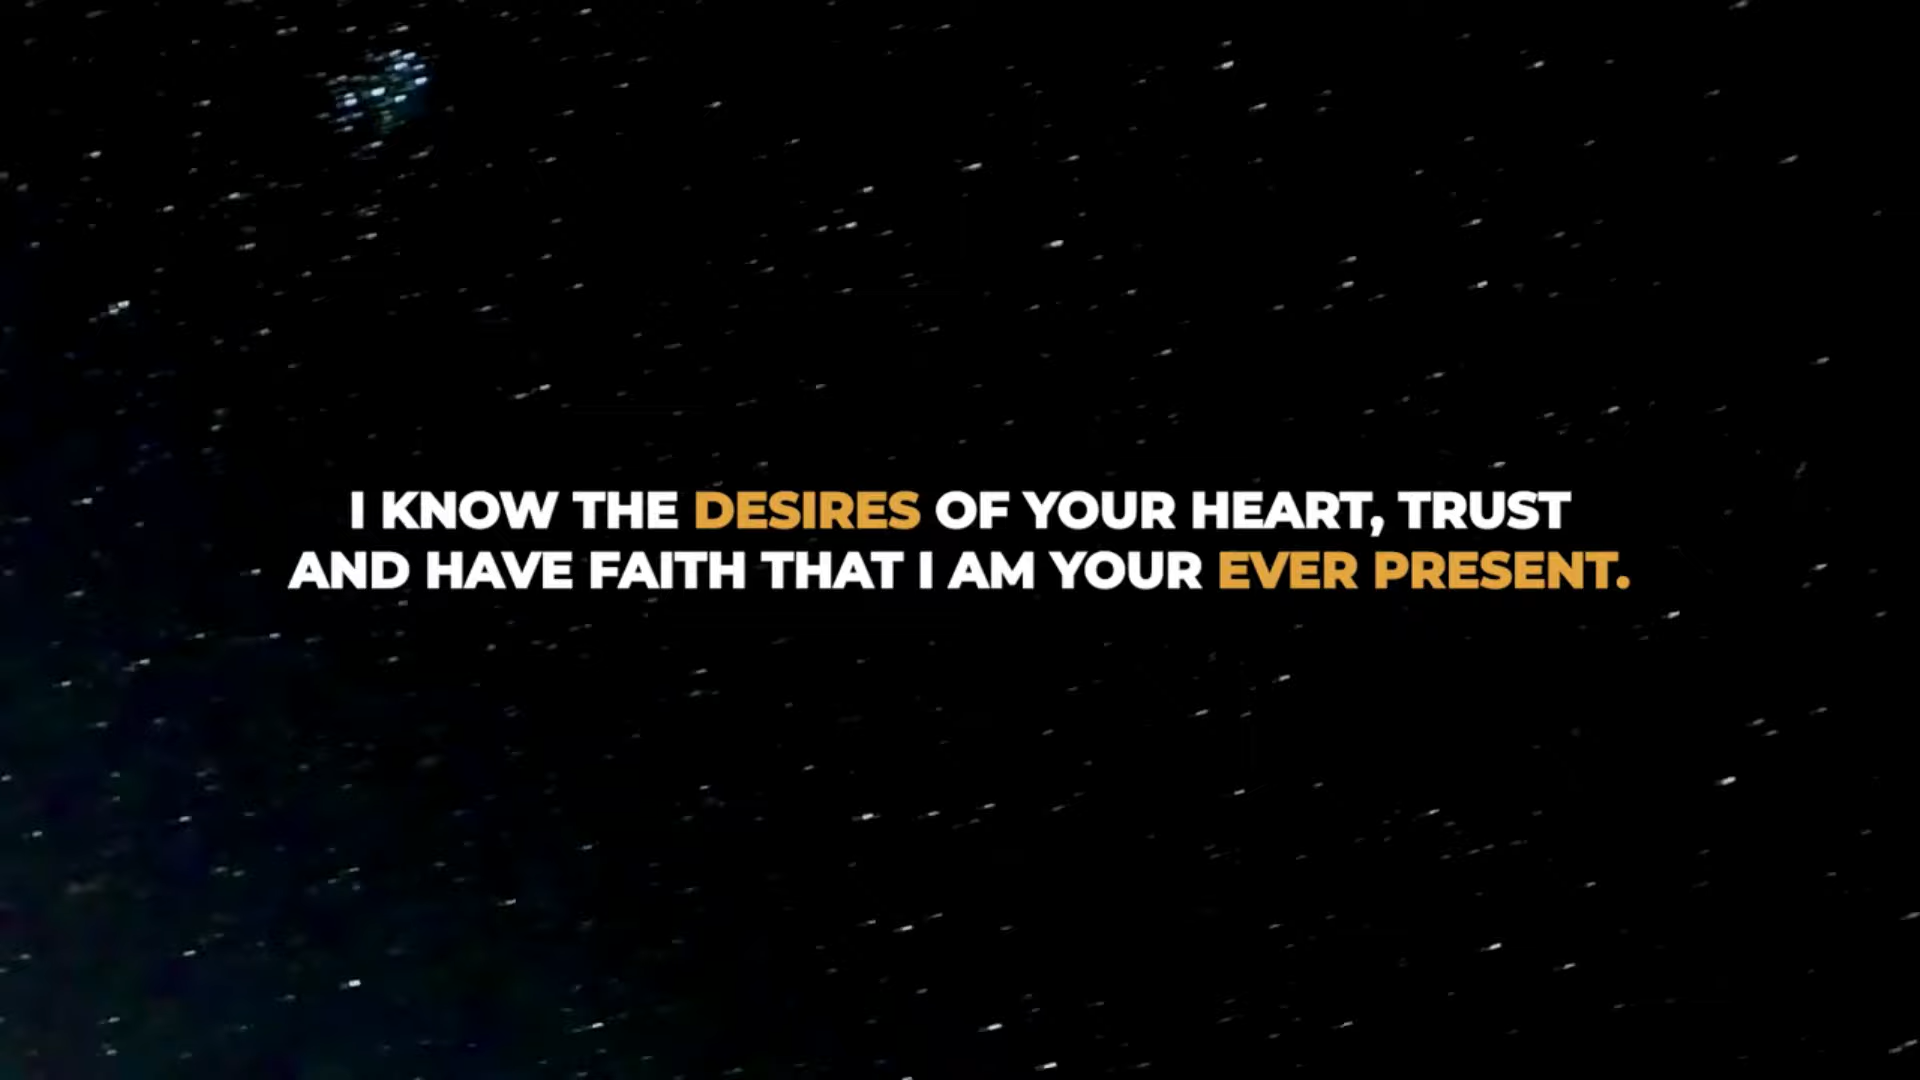 I KNOW THE DESIRES OF YOUR HEART, TRUST
AND HAVE FAITH THAT I AM YOUR EVER PRESENT.